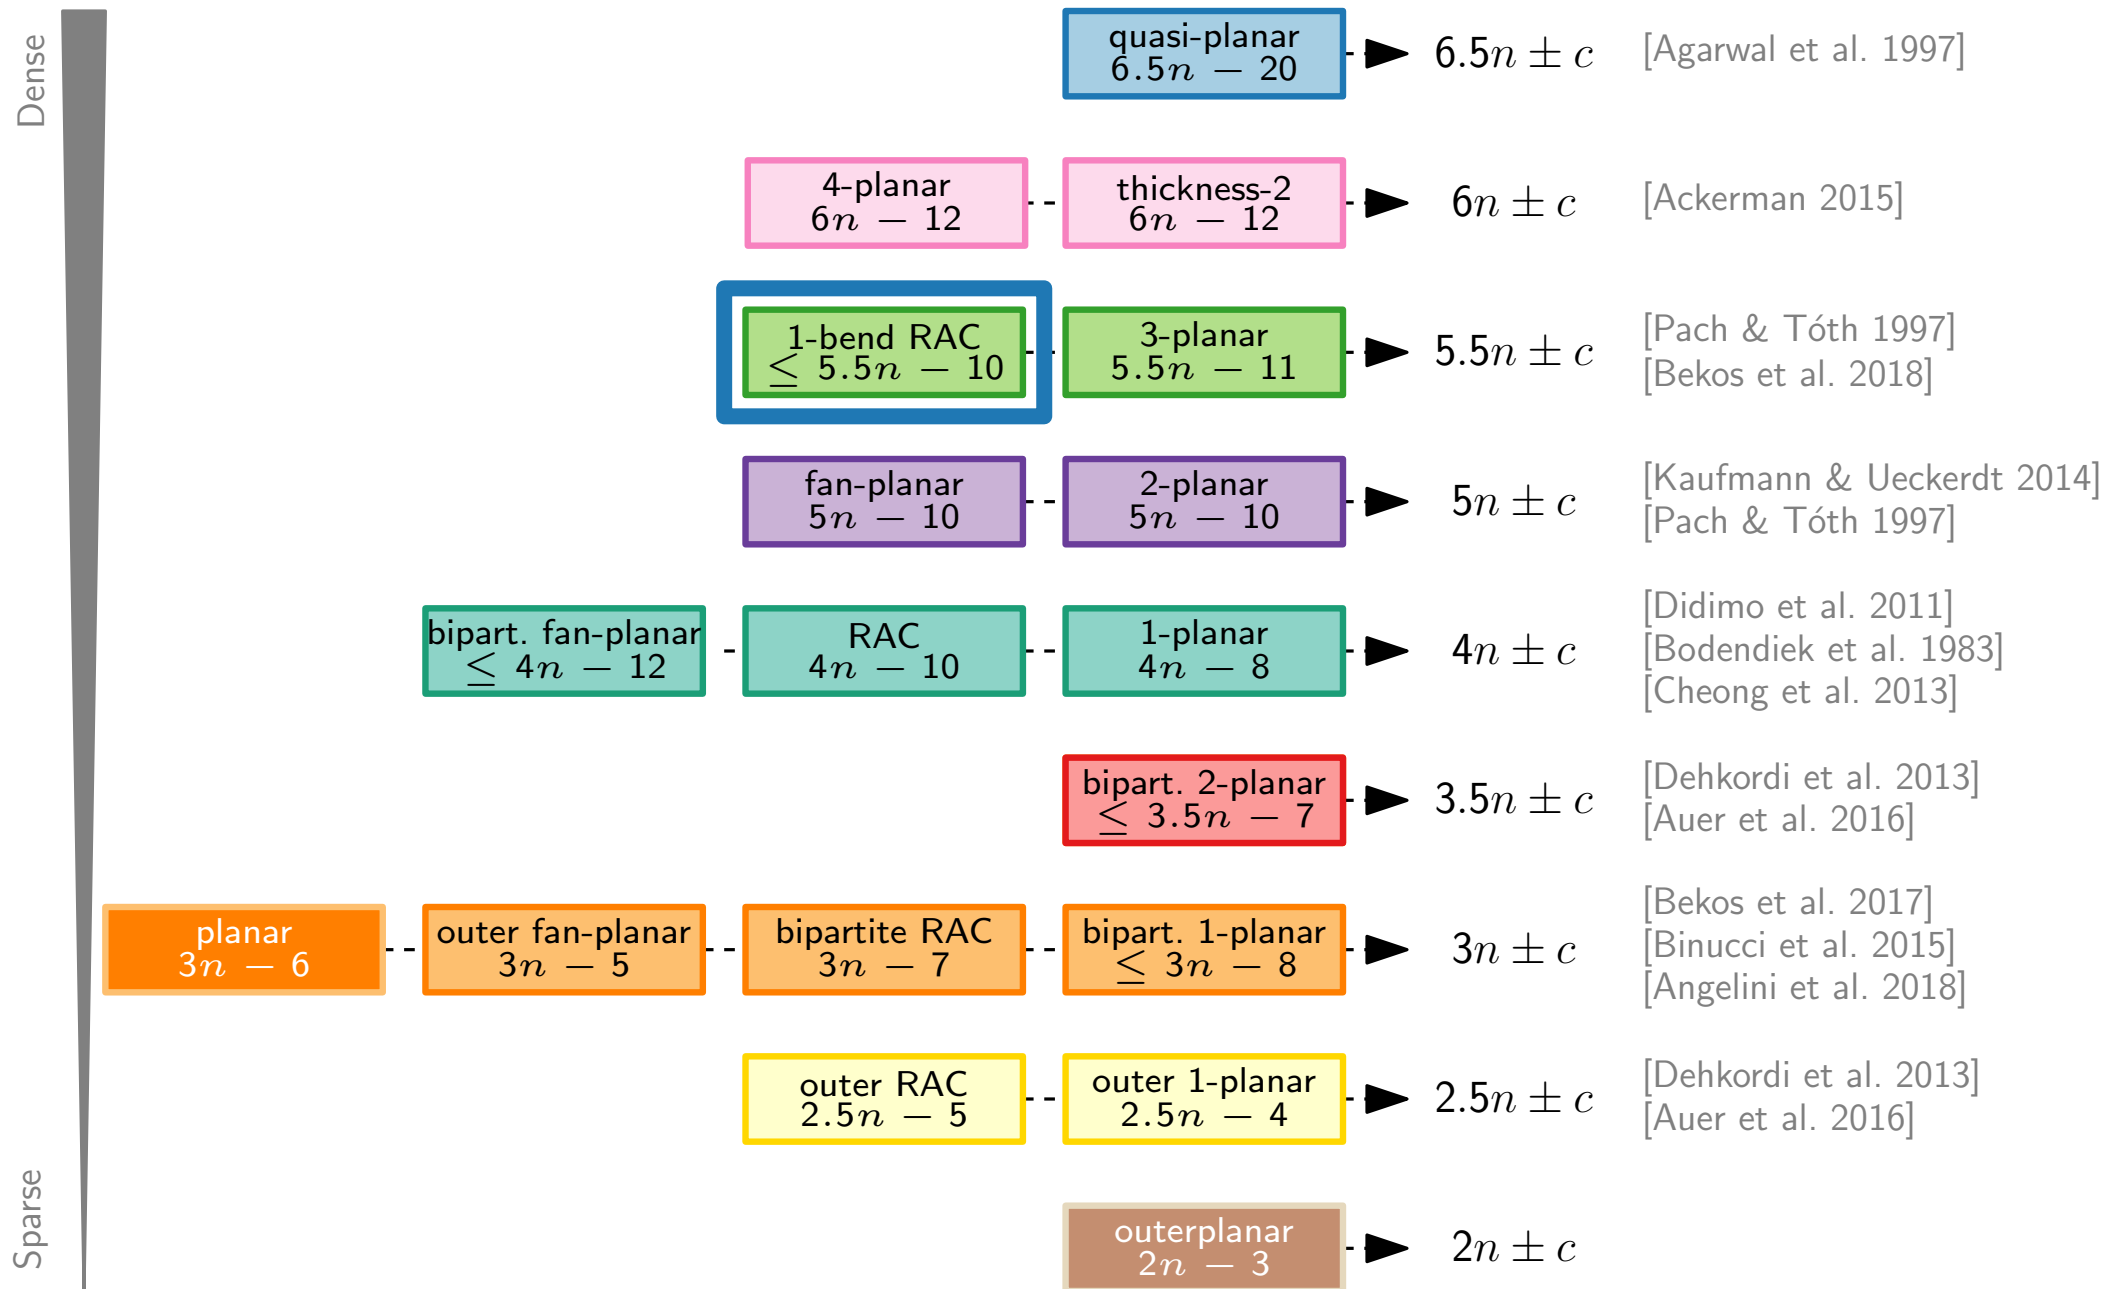 Dense
quasi-planar
6.5n − 20
6.5n ± c
[Agarwal et al. 1997]
4-planar
6n − 12
thickness-2
6n − 12
6n ± c
[Ackerman 2015]
1-bend RAC
≤ 5.5n − 10
3-planar
5.5n − 11
5.5n ± c
[Pach & Tóth 1997]
[Bekos et al. 2018]
fan-planar
5n − 10
2-planar
5n − 10
5n ± c
[Kaufmann & Ueckerdt 2014]
[Pach & Tóth 1997]
bipart. fan-planar
≤ 4n − 12
RAC
4n − 10
1-planar
4n − 8
4n ± c
[Didimo et al. 2011]
[Bodendiek et al. 1983]
[Cheong et al. 2013]
bipart. 2-planar
≤ 3.5n − 7
3.5n ± c
[Dehkordi et al. 2013]
[Auer et al. 2016]
planar
3n − 6
outer fan-planar
3n − 5
bipartite RAC
3n − 7
bipart. 1-planar
≤ 3n − 8
3n ± c
[Bekos et al. 2017]
[Binucci et al. 2015]
[Angelini et al. 2018]
outer RAC
2.5n − 5
outer 1-planar
2.5n − 4
2.5n ± c
[Dehkordi et al. 2013]
[Auer et al. 2016]
Sparse
outerplanar
2n − 3
2n ± c